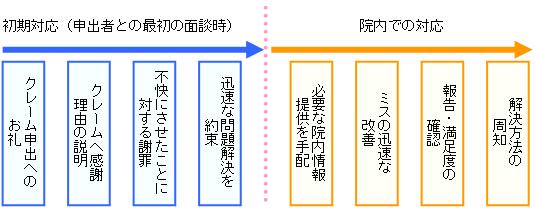 初期対応（申出者との最初の面談時）
院内での対応
クレーム申出への
お礼
クレームへ感謝
理由の説明
不快にさせたことに
対する謝罪
迅速な問題解決を
約束
必要な院内情報
提供を手配
ミスの迅速な
改善
報告・満足度の
確認
解決方法の
周知